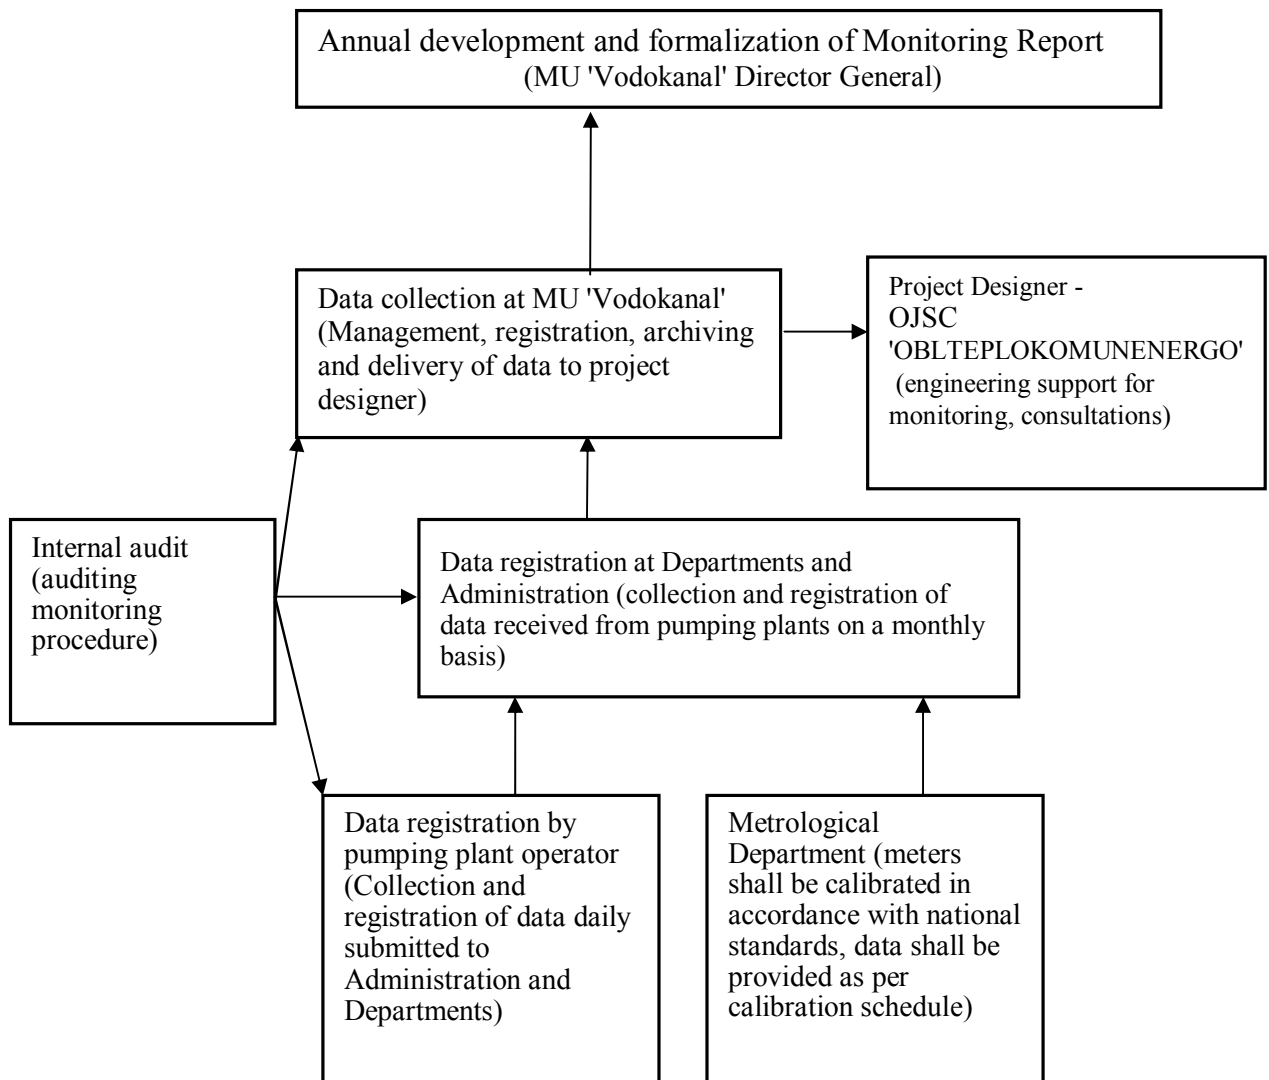 Annual development and formalization of Monitoring Report
(MU 'Vodokanal' Director General)
Data collection at MU 'Vodokanal'
(Management, registration, archiving
and delivery of data to project
designer)
Project Designer -
OJSC
'OBLTEPLOKOMUNENERGO'
(engineering support for
monitoring, consultations)
Internal audit
(auditing
monitoring
procedure)
Data registration at Departments and
Administration (collection and registration of
data received from pumping plants on a monthly
basis)
Data registration by
pumping plant operator
(Collection and
registration of data daily
submitted to
Administration and
Departments)
Metrological
Department (meters
shall be calibrated in
accordance with national
standards, data shall be
provided as per
calibration schedule)